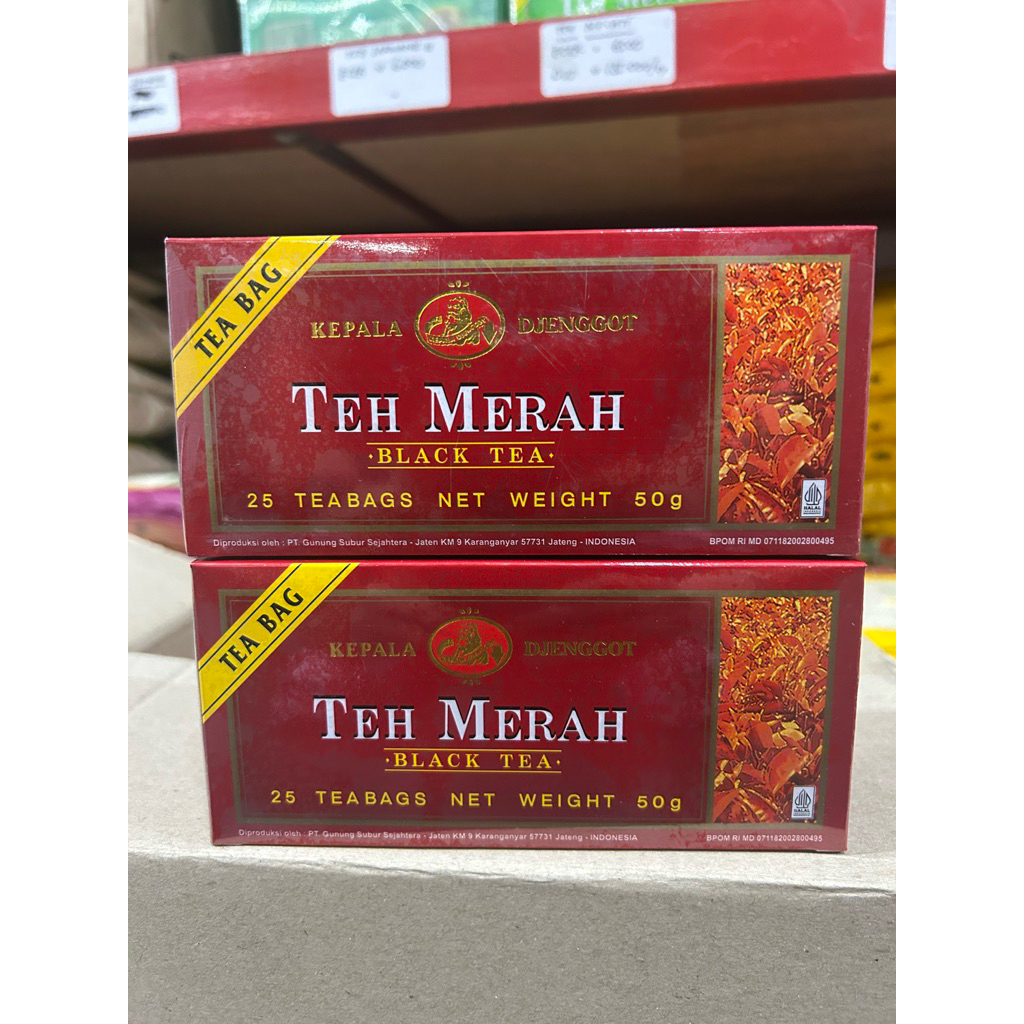 TEA BAG
KEPALA DJENGGOT
TEH MERAH
BLACK TEA
25 TEABAGS NET WEIGHT 50g
HALAL
Diproduksi oleh : PT. Gunung Subur Sejahtera - Jaten KM 9 Karanganyar 57731 Jateng - INDONESIA
BPOM RI MD 071182002800495
TEA BAG
KEPALA DJENGGOT
TEH MERAH
BLACK TEA
25 TEABAGS NET WEIGHT 50g
HALAL
Diproduksi oleh : PT. Gunung Subur Sejahtera - Jaten KM 9 Karanganyar 57731 Jateng - INDONESIA
BPOM RI MD 071182002800495